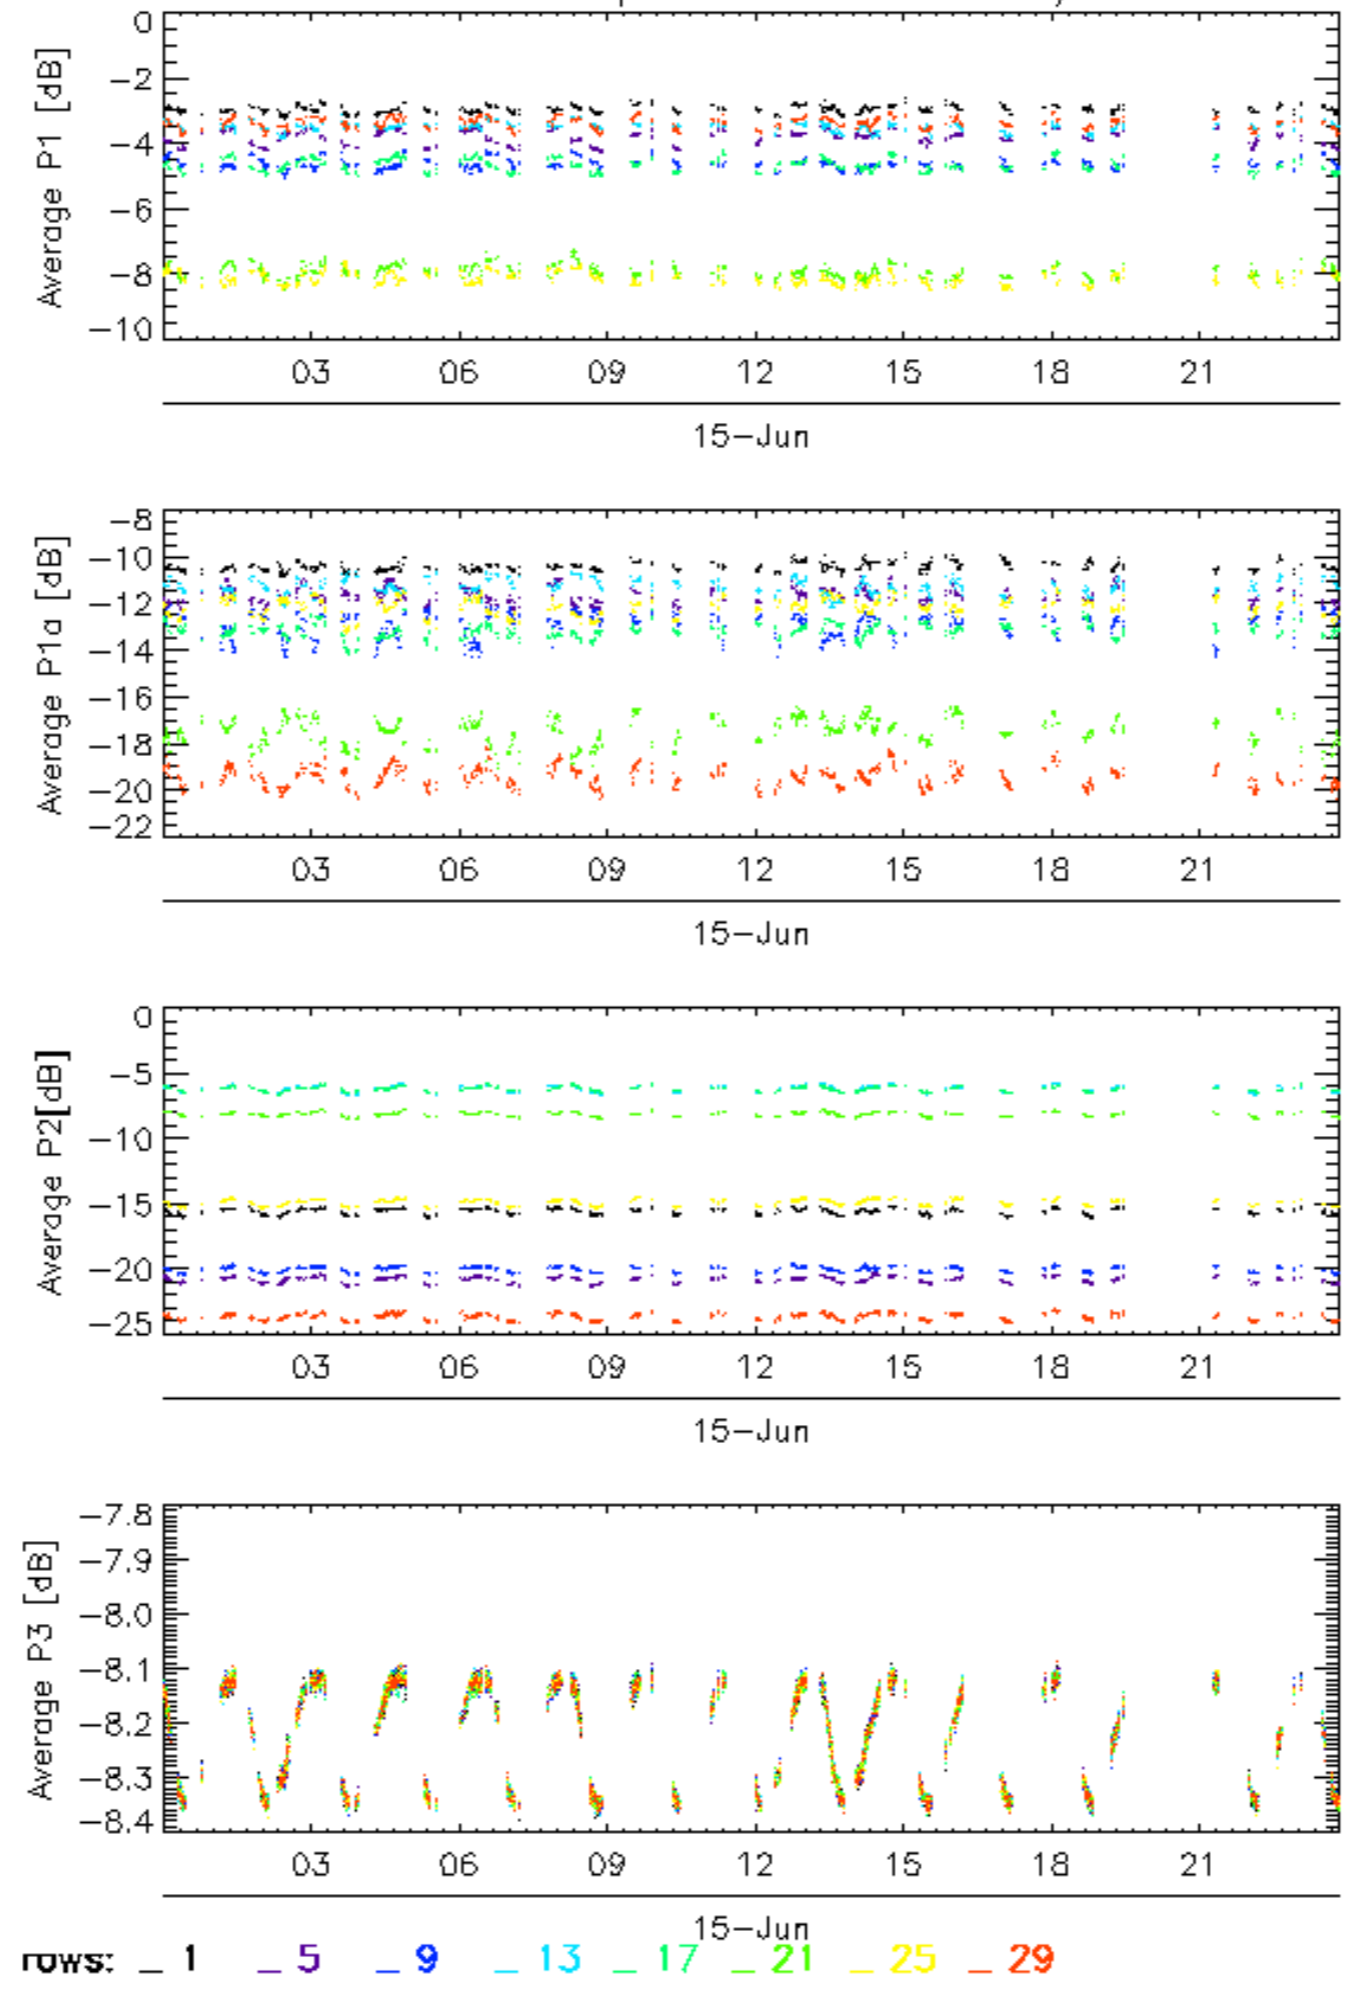 Average P1 [dB]
0
−2
−4
−6
−8
−10
03 06 09 12 15 18 21
15−Jun
Average P1a [dB]
−8
−10
−12
−14
−16
−18
−20
−22
03 06 09 12 15 18 21
15−Jun
Average P2[dB]
0
−5
−10
−15
−20
−25
03 06 09 12 15 18 21
15−Jun
Average P3 [dB]
−7.8
−7.9
−8.0
−8.1
−8.2
−8.3
−8.4
03 06 09 12 15 18 21
15−Jun
rows: _ 1 _ 5 _ 9 _ 13 _ 17 _ 21 _ 25 _ 29